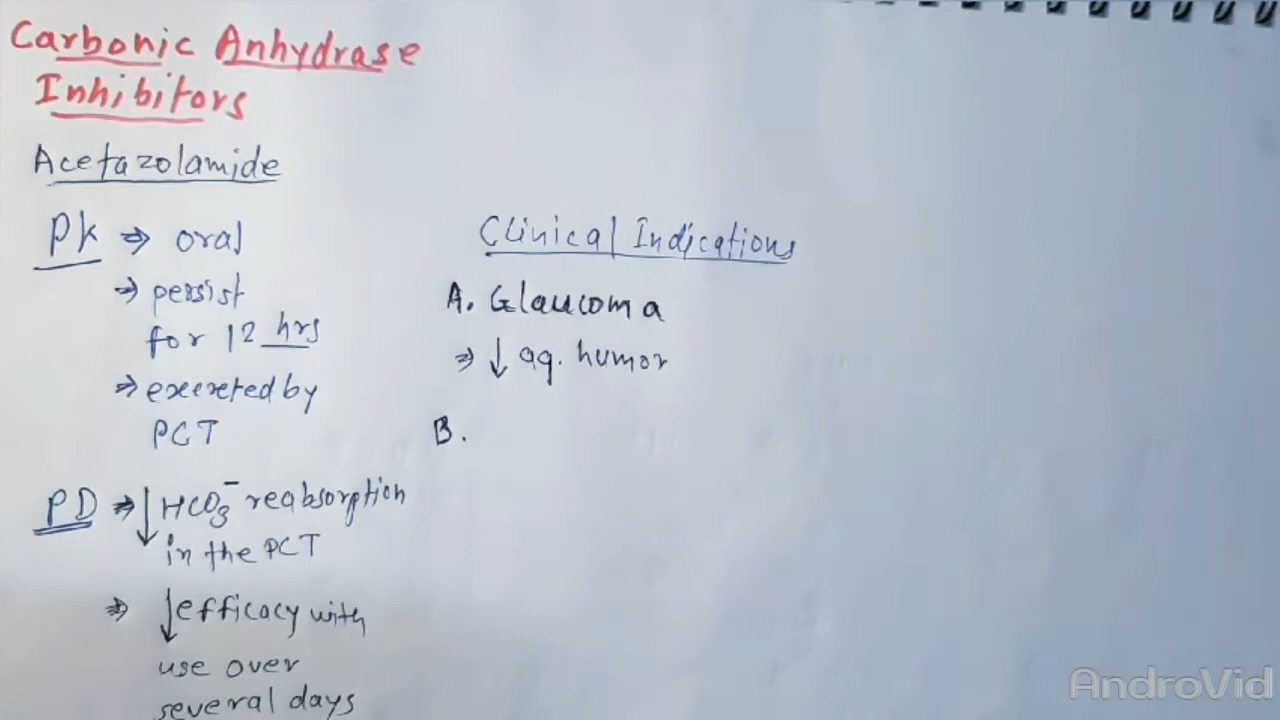 Carbonic Anhydrase
Inhibitors
Acetazolamide
PK ⇒ oral
⇒ persist
for 12 hrs
⇒ excreted by
PCT
PD ⇒ ↓ HCO₃⁻ reabsorption
in the PCT
⇒ ↓ efficacy with
use over
several days
Clinical Indications
A. Glaucoma
⇒ ↓ aq. humor
B.
AndroVid